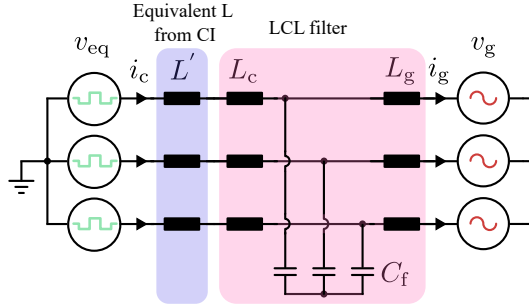 Equivalent L
from CI
LCL filter
v_eq
i_c
L′
L_c
L_g
i_g
v_g
C_f